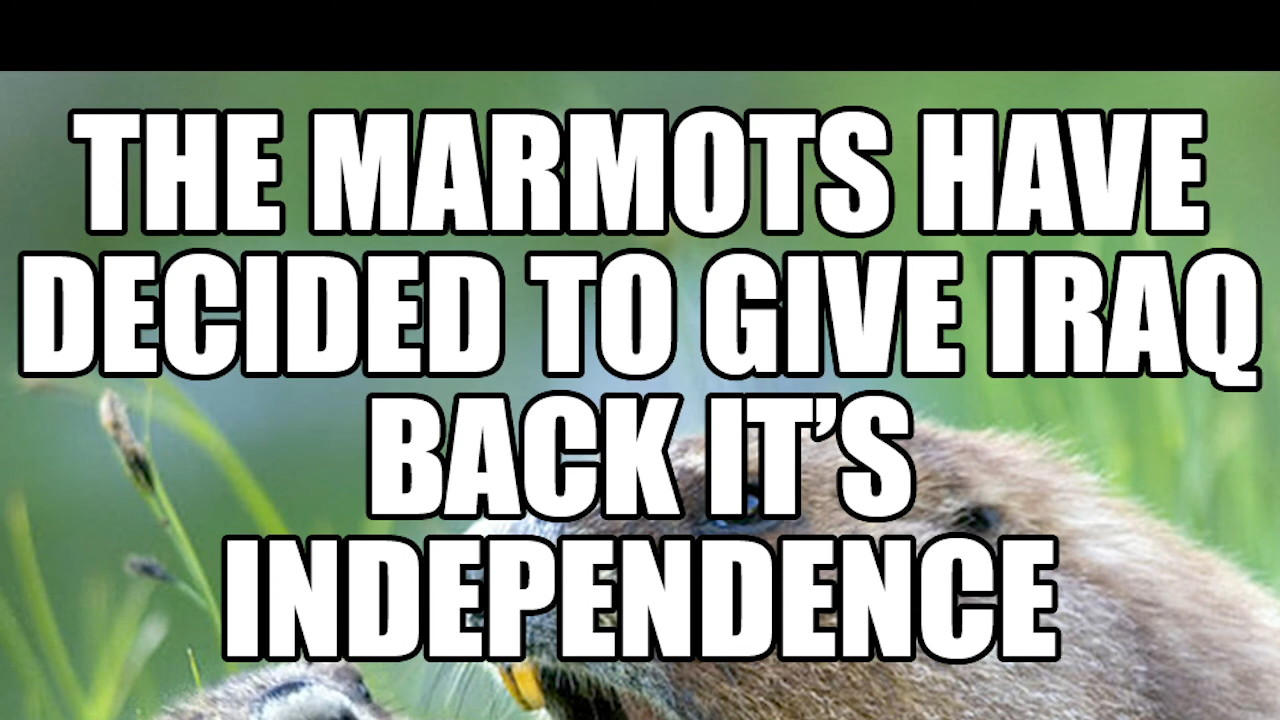 THE MARMOTS HAVE
DECIDED TO GIVE IRAQ
BACK IT’S
INDEPENDENCE